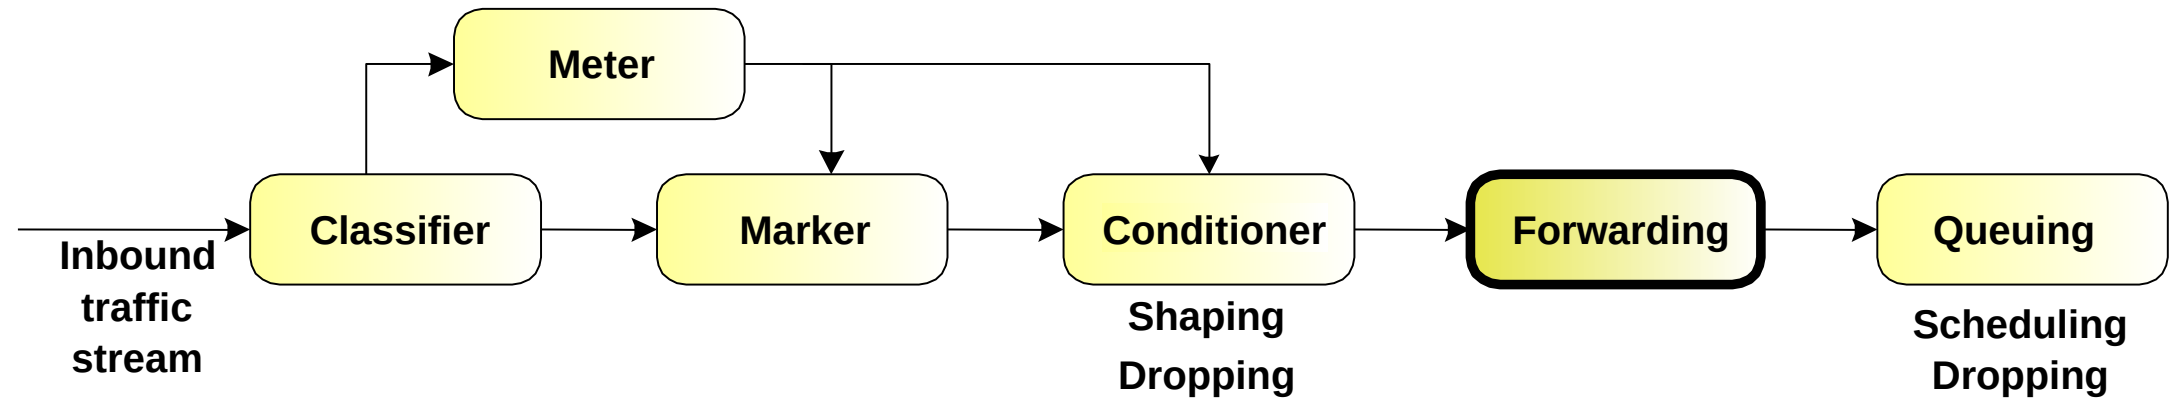 Meter
Classifier
Marker
Conditioner
Forwarding
Queuing
Inbound
traffic
stream
Shaping
Dropping
Scheduling
Dropping